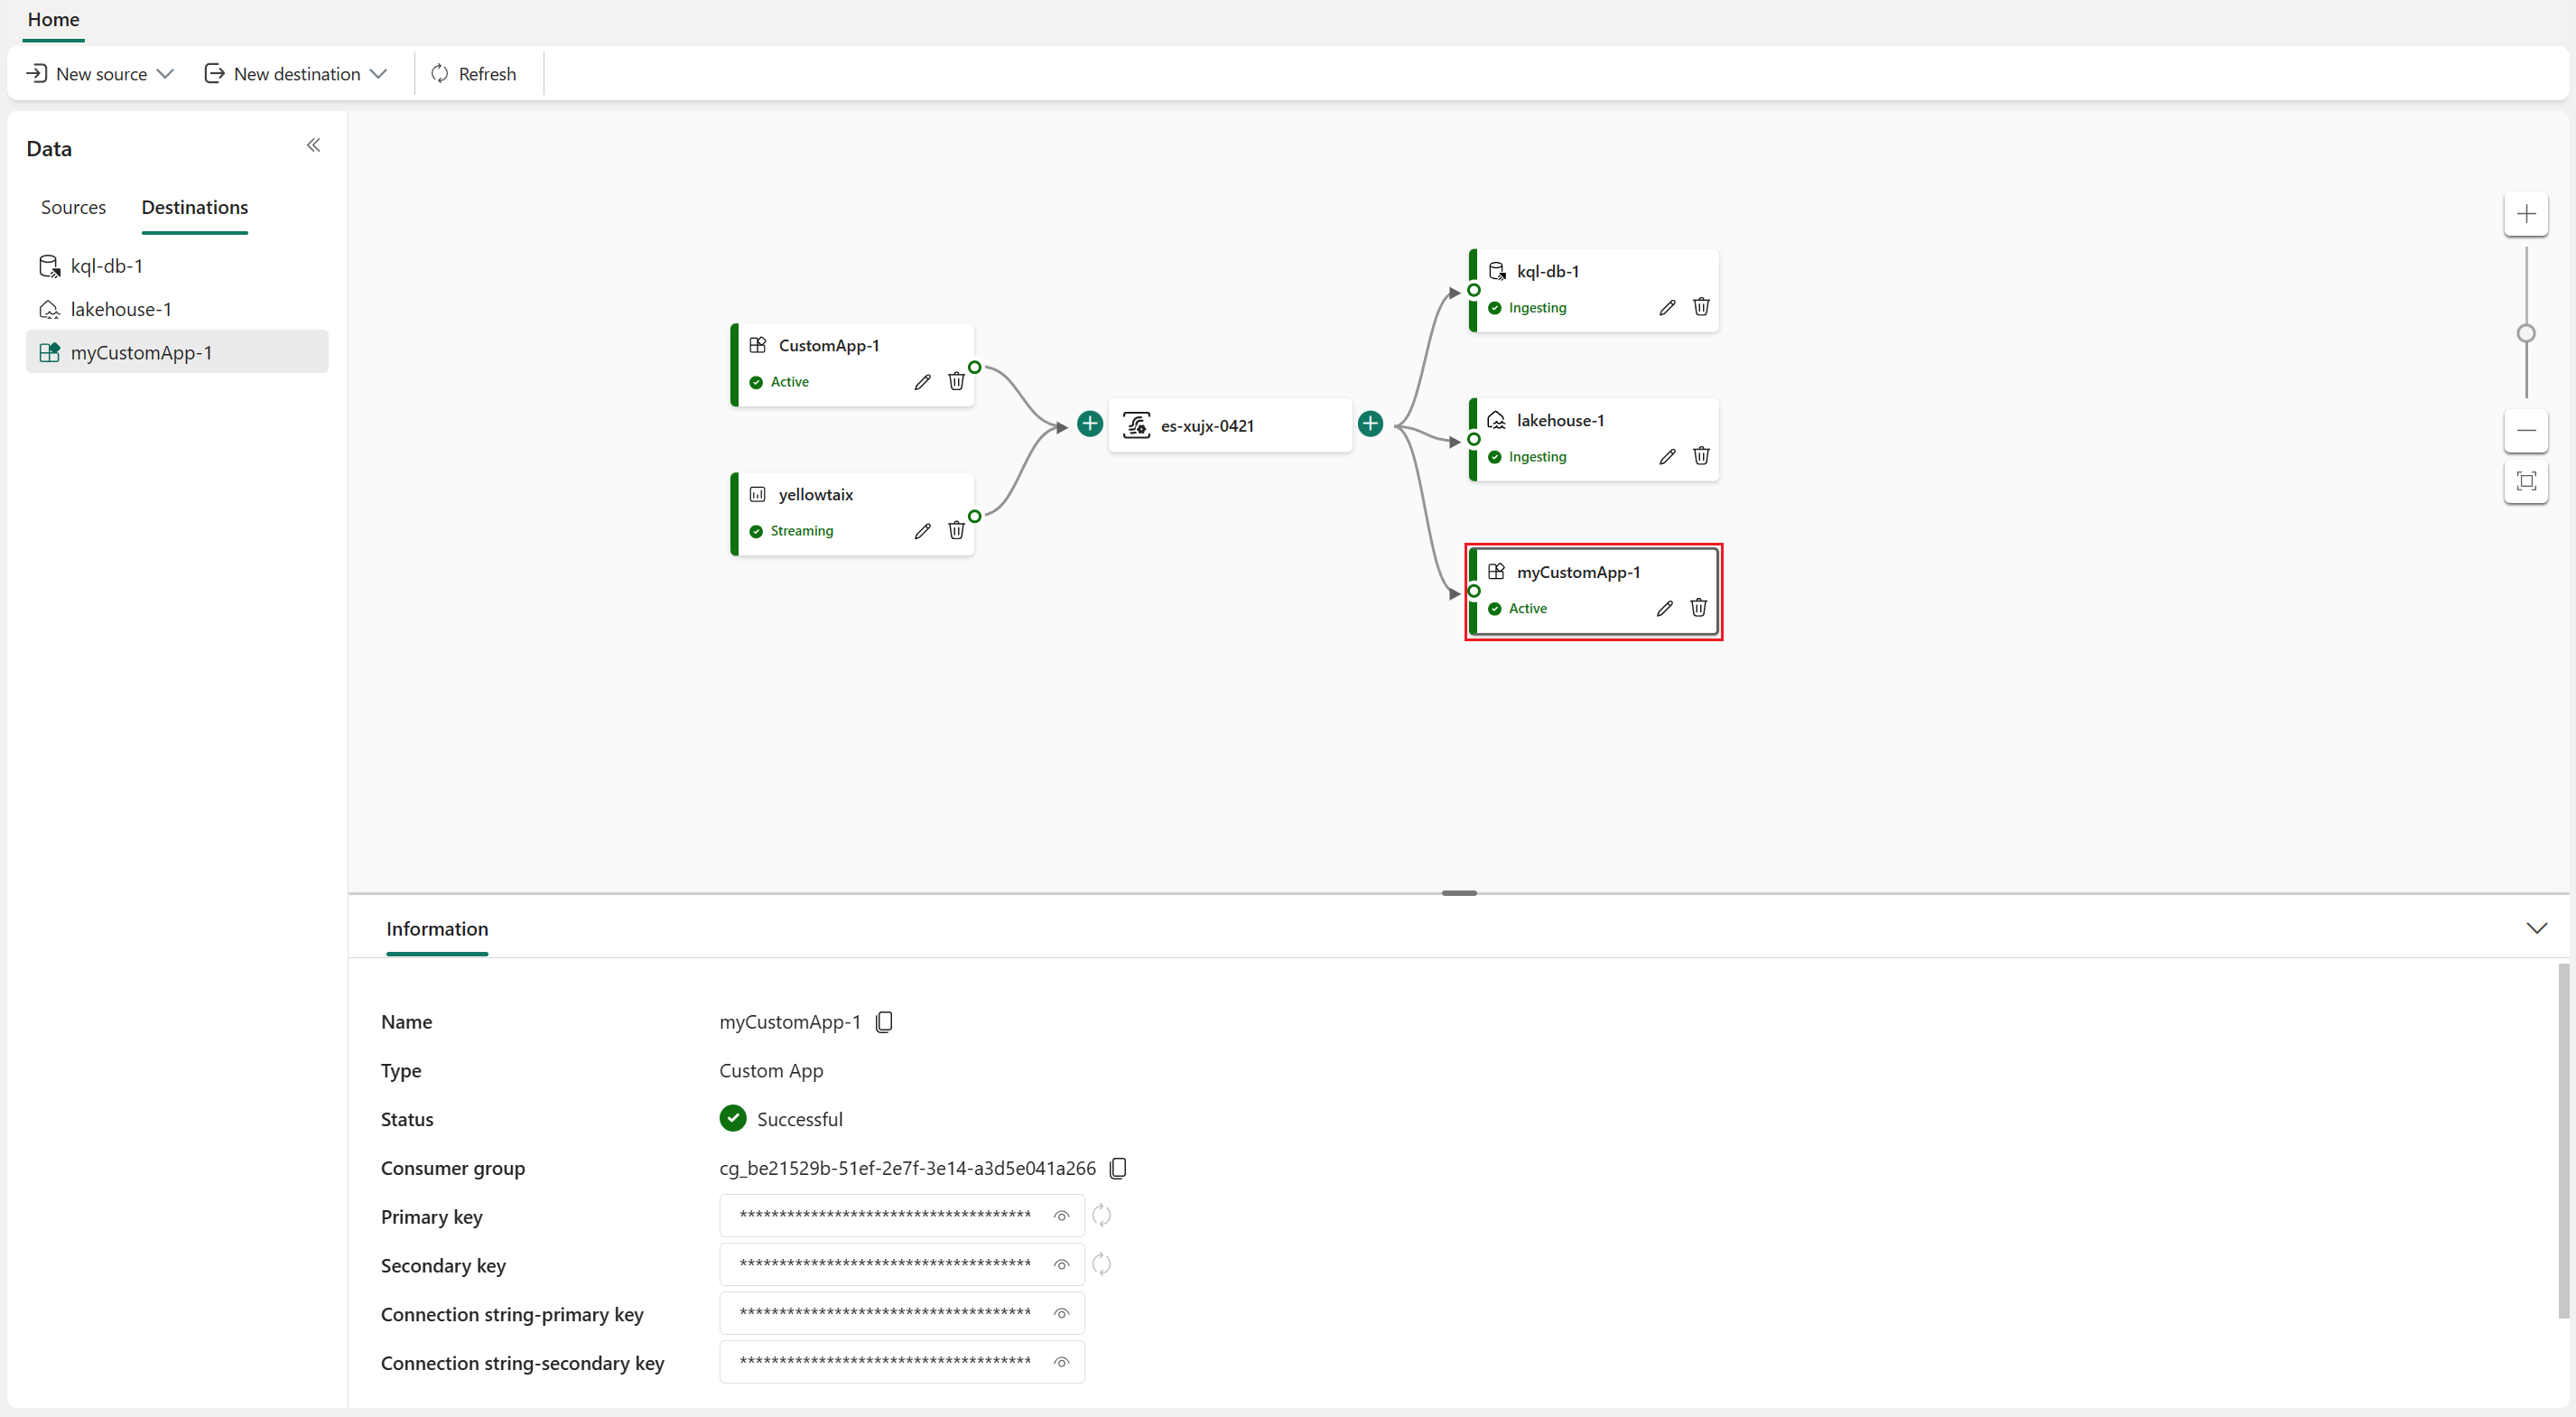 Home
New source
New destination
Refresh
Data
Sources
Destinations
kql-db-1
lakehouse-1
myCustomApp-1
CustomApp-1
Active
yellowtaix
Streaming
es-xujx-0421
kql-db-1
Ingesting
lakehouse-1
Ingesting
myCustomApp-1
Active
Information
Name myCustomApp-1
Type Custom App
Status Successful
Consumer group cg_be21529b-51ef-2e7f-3e14-a3d5e041a266
Primary key *************************************
Secondary key *************************************
Connection string-primary key *************************************
Connection string-secondary key *************************************